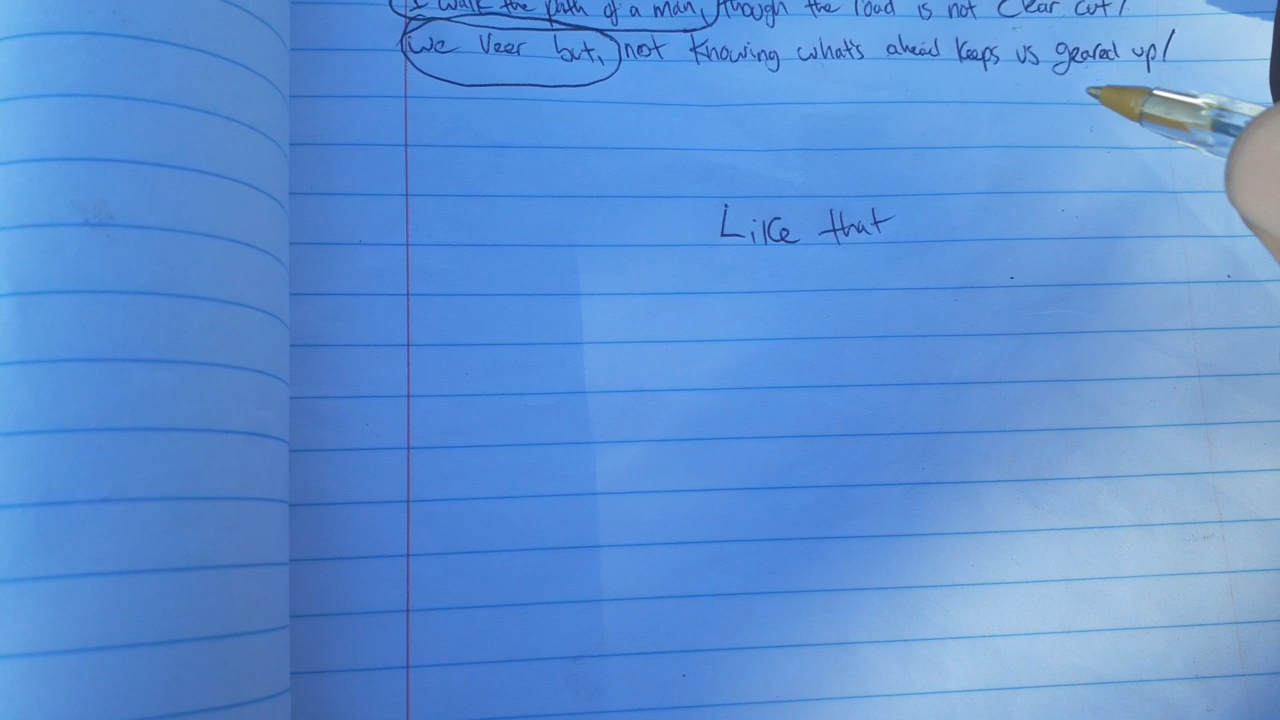 I walk the path of a man, though the road is not clear cut/
we veer but, not knowing what's ahead keeps us geared up/
Like that